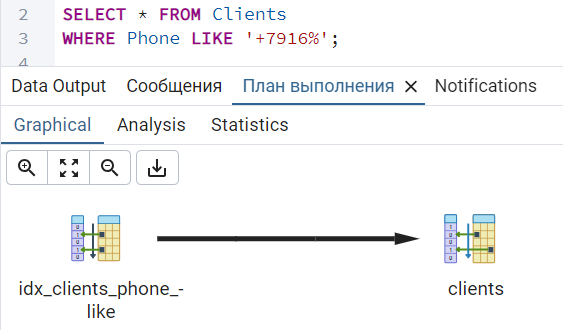 2 SELECT * FROM Clients
3 WHERE Phone LIKE '+7916%';
4
Data Output Сообщения План выполнения Notifications
Graphical Analysis Statistics
idx_clients_phone_-
like
clients